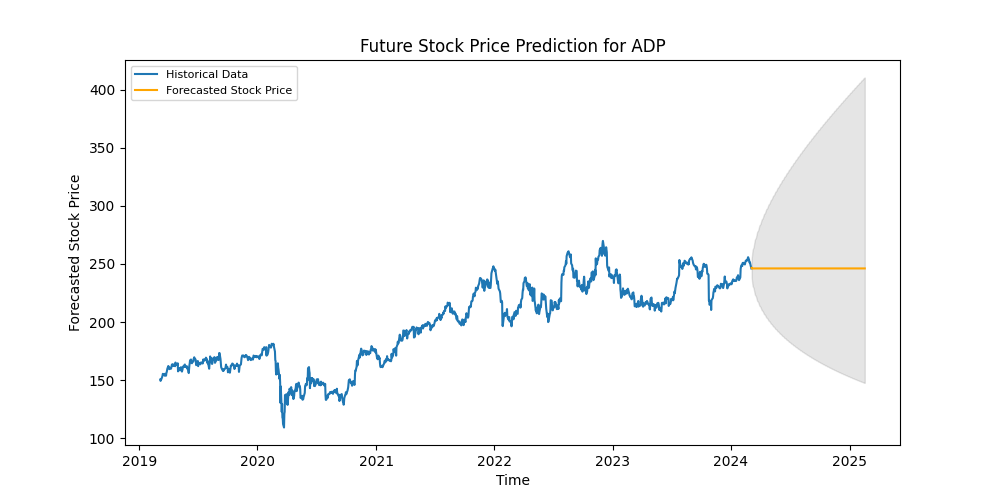 Future Stock Price Prediction for ADP
Historical Data
Forecasted Stock Price
Forecasted Stock Price
400
350
300
250
200
150
100
2019
2020
2021
2022
2023
2024
2025
Time